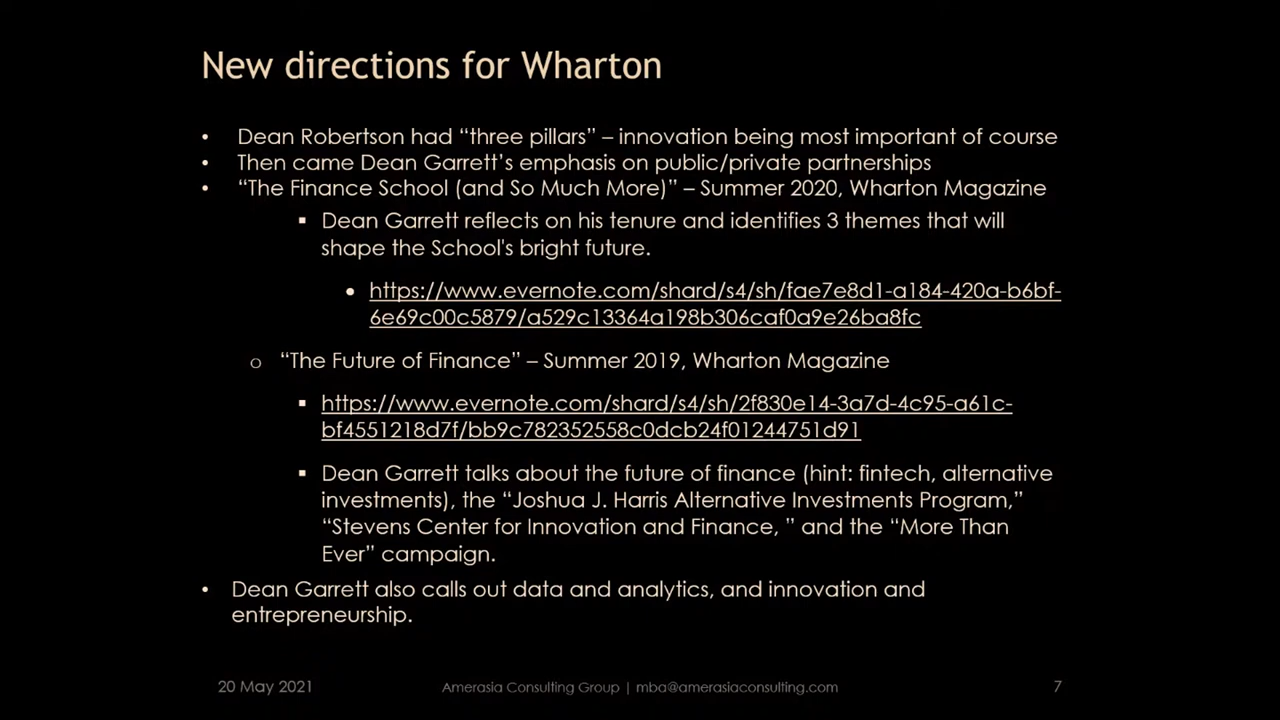 New directions for Wharton
• Dean Robertson had “three pillars” – innovation being most important of course
• Then came Dean Garrett’s emphasis on public/private partnerships
• “The Finance School (and So Much More)” – Summer 2020, Wharton Magazine
▪ Dean Garrett reflects on his tenure and identifies 3 themes that will
shape the School's bright future.
• https://www.evernote.com/shard/s4/sh/fae7e8d1-a184-420a-b6bf-
6e69c00c5879/a529c13364a198b306caf0a9e26ba8fc
o “The Future of Finance” – Summer 2019, Wharton Magazine
▪ https://www.evernote.com/shard/s4/sh/2f830e14-3a7d-4c95-a61c-
bf4551218d7f/bb9c782352558c0dcb24f01244751d91
▪ Dean Garrett talks about the future of finance (hint: fintech, alternative
investments), the “Joshua J. Harris Alternative Investments Program,”
“Stevens Center for Innovation and Finance, ” and the “More Than
Ever” campaign.
• Dean Garrett also calls out data and analytics, and innovation and
entrepreneurship.
20 May 2021 Amerasia Consulting Group | mba@amerasiaconsulting.com 7